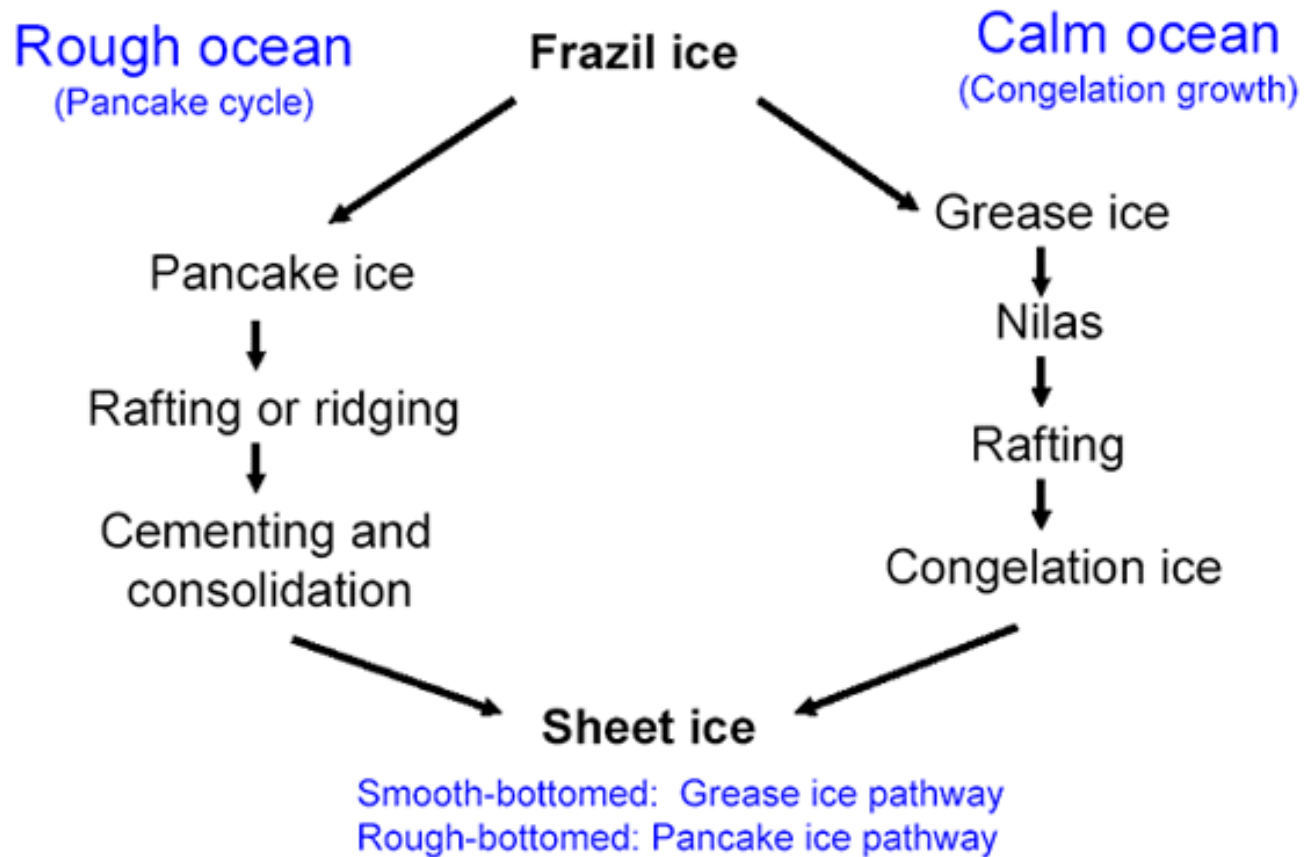 Rough ocean
(Pancake cycle)
Frazil ice
Calm ocean
(Congelation growth)
Pancake ice
Rafting or ridging
Cementing and
consolidation
Grease ice
Nilas
Rafting
Congelation ice
Sheet ice
Smooth-bottomed: Grease ice pathway
Rough-bottomed: Pancake ice pathway